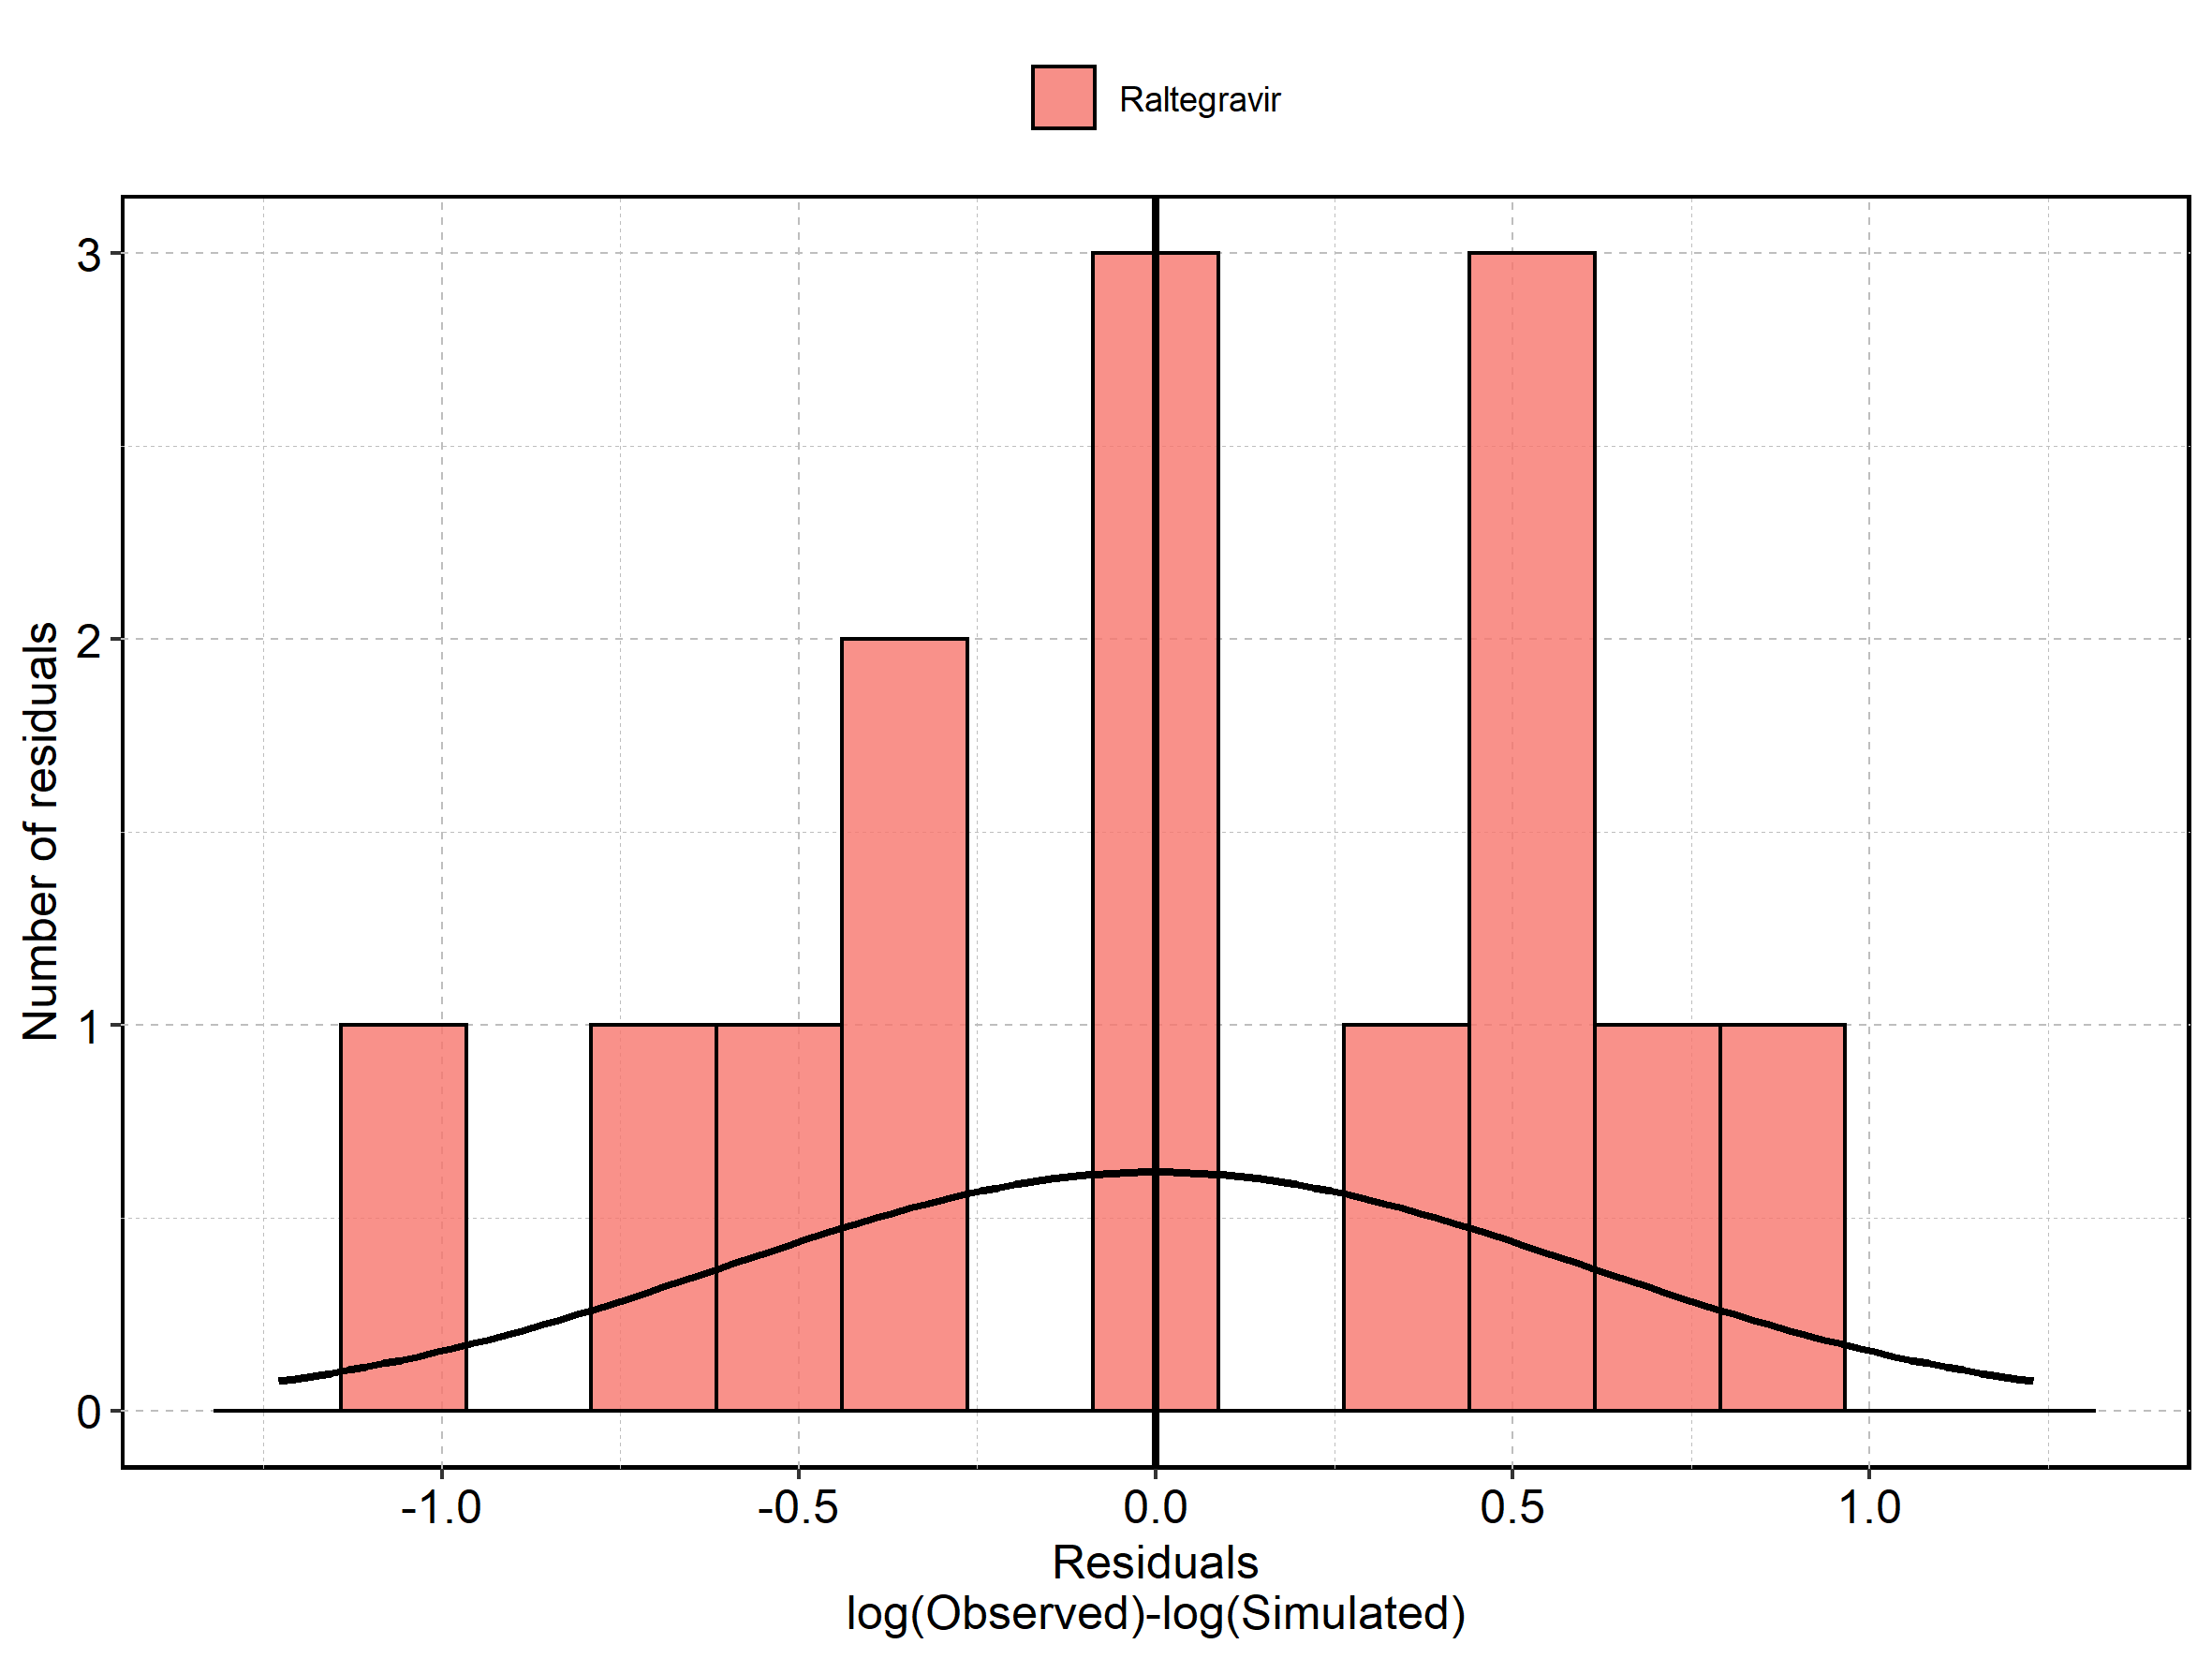 Raltegravir
3
2
1
0
Number of residuals
-1.0
-0.5
0.0
0.5
1.0
Residuals
log(Observed)-log(Simulated)